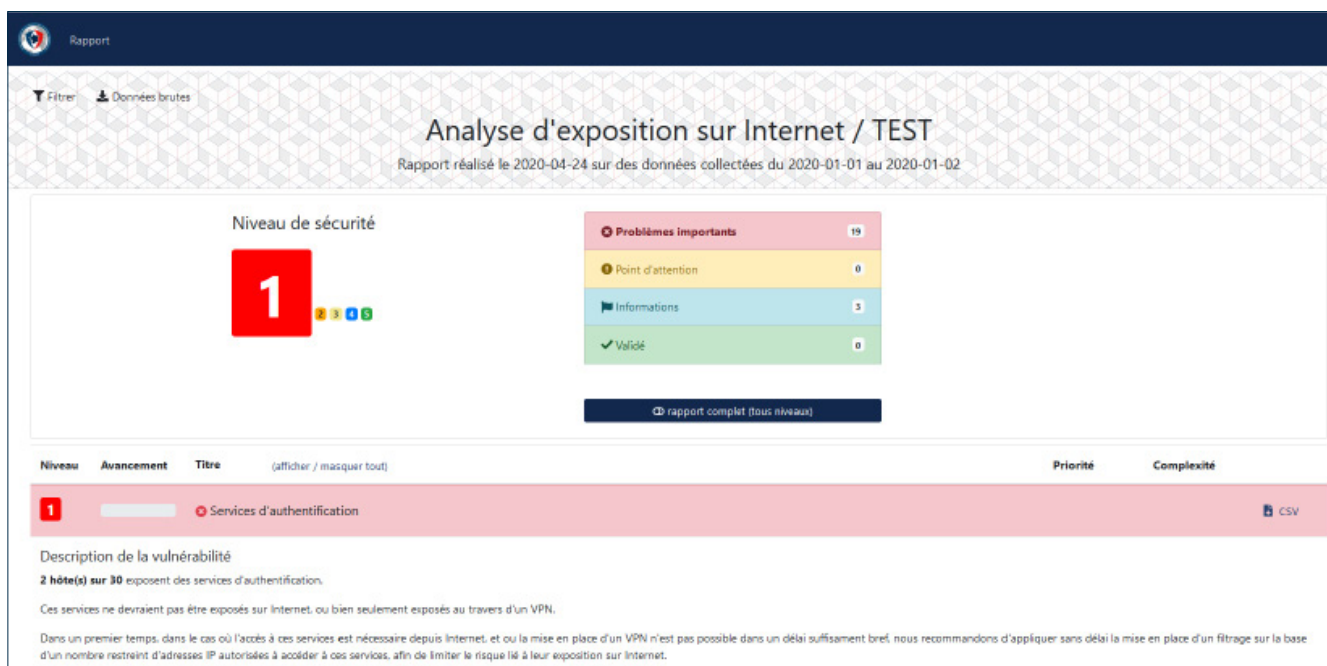 Rapport
Filtrer Données brutes
Analyse d'exposition sur Internet / TEST
Rapport réalisé le 2020-04-24 sur des données collectées du 2020-01-01 au 2020-01-02
Niveau de sécurité
1 2 3 4 5
Problèmes importants 19
Point d'attention 0
Informations 3
Validé 0
rapport complet (tous niveaux)
Niveau Avancement Titre (afficher / masquer tout) Priorité Complexité
1 Services d'authentification CSV
Description de la vulnérabilité
2 hôte(s) sur 30 exposent des services d'authentification.
Ces services ne devraient pas être exposés sur Internet, ou bien seulement exposés au travers d'un VPN.
Dans un premier temps, dans le cas où l'accès à ces services est nécessaire depuis Internet, et ou la mise en place d'un VPN n'est pas possible dans un délai suffisament bref, nous recommandons d'appliquer sans délai la mise en place d'un filtrage sur la base
d'un nombre restreint d'adresses IP autorisées à accéder à ces services, afin de limiter le risque lié à leur exposition sur Internet.